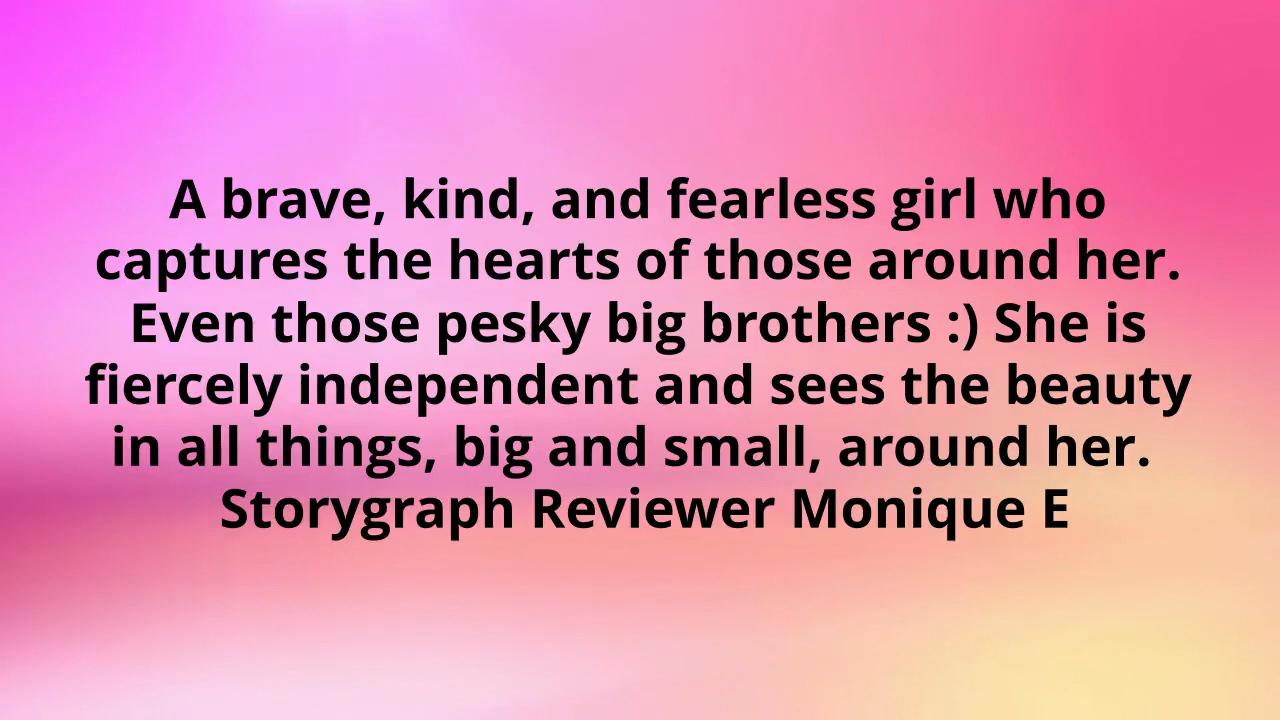 A brave, kind, and fearless girl who
captures the hearts of those around her.
Even those pesky big brothers :) She is
fiercely independent and sees the beauty
in all things, big and small, around her.
Storygraph Reviewer Monique E